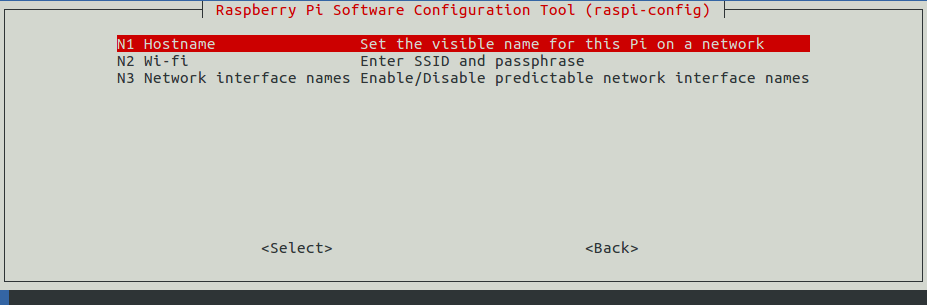 Raspberry Pi Software Configuration Tool (raspi-config)
N1 Hostname Set the visible name for this Pi on a network
N2 Wi-fi Enter SSID and passphrase
N3 Network interface names Enable/Disable predictable network interface names
<Select> <Back>